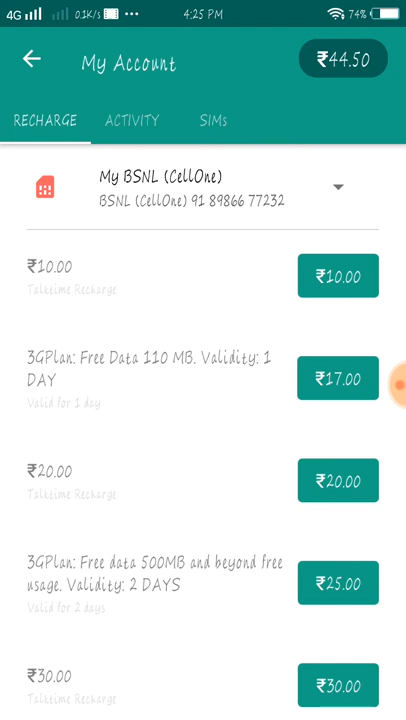 4G 0.1K/s 4:25 PM 74%
My Account
₹44.50
RECHARGE ACTIVITY SIMs
My BSNL (CellOne)
BSNL (CellOne) 91 89866 77232
₹10.00
Talktime Recharge
₹10.00
3GPlan: Free Data 110 MB. Validity: 1
DAY
Valid for 1 day
₹17.00
₹20.00
Talktime Recharge
₹20.00
3GPlan: Free data 500MB and beyond free
usage. Validity: 2 DAYS
Valid for 2 days
₹25.00
₹30.00
Talktime Recharge
₹30.00